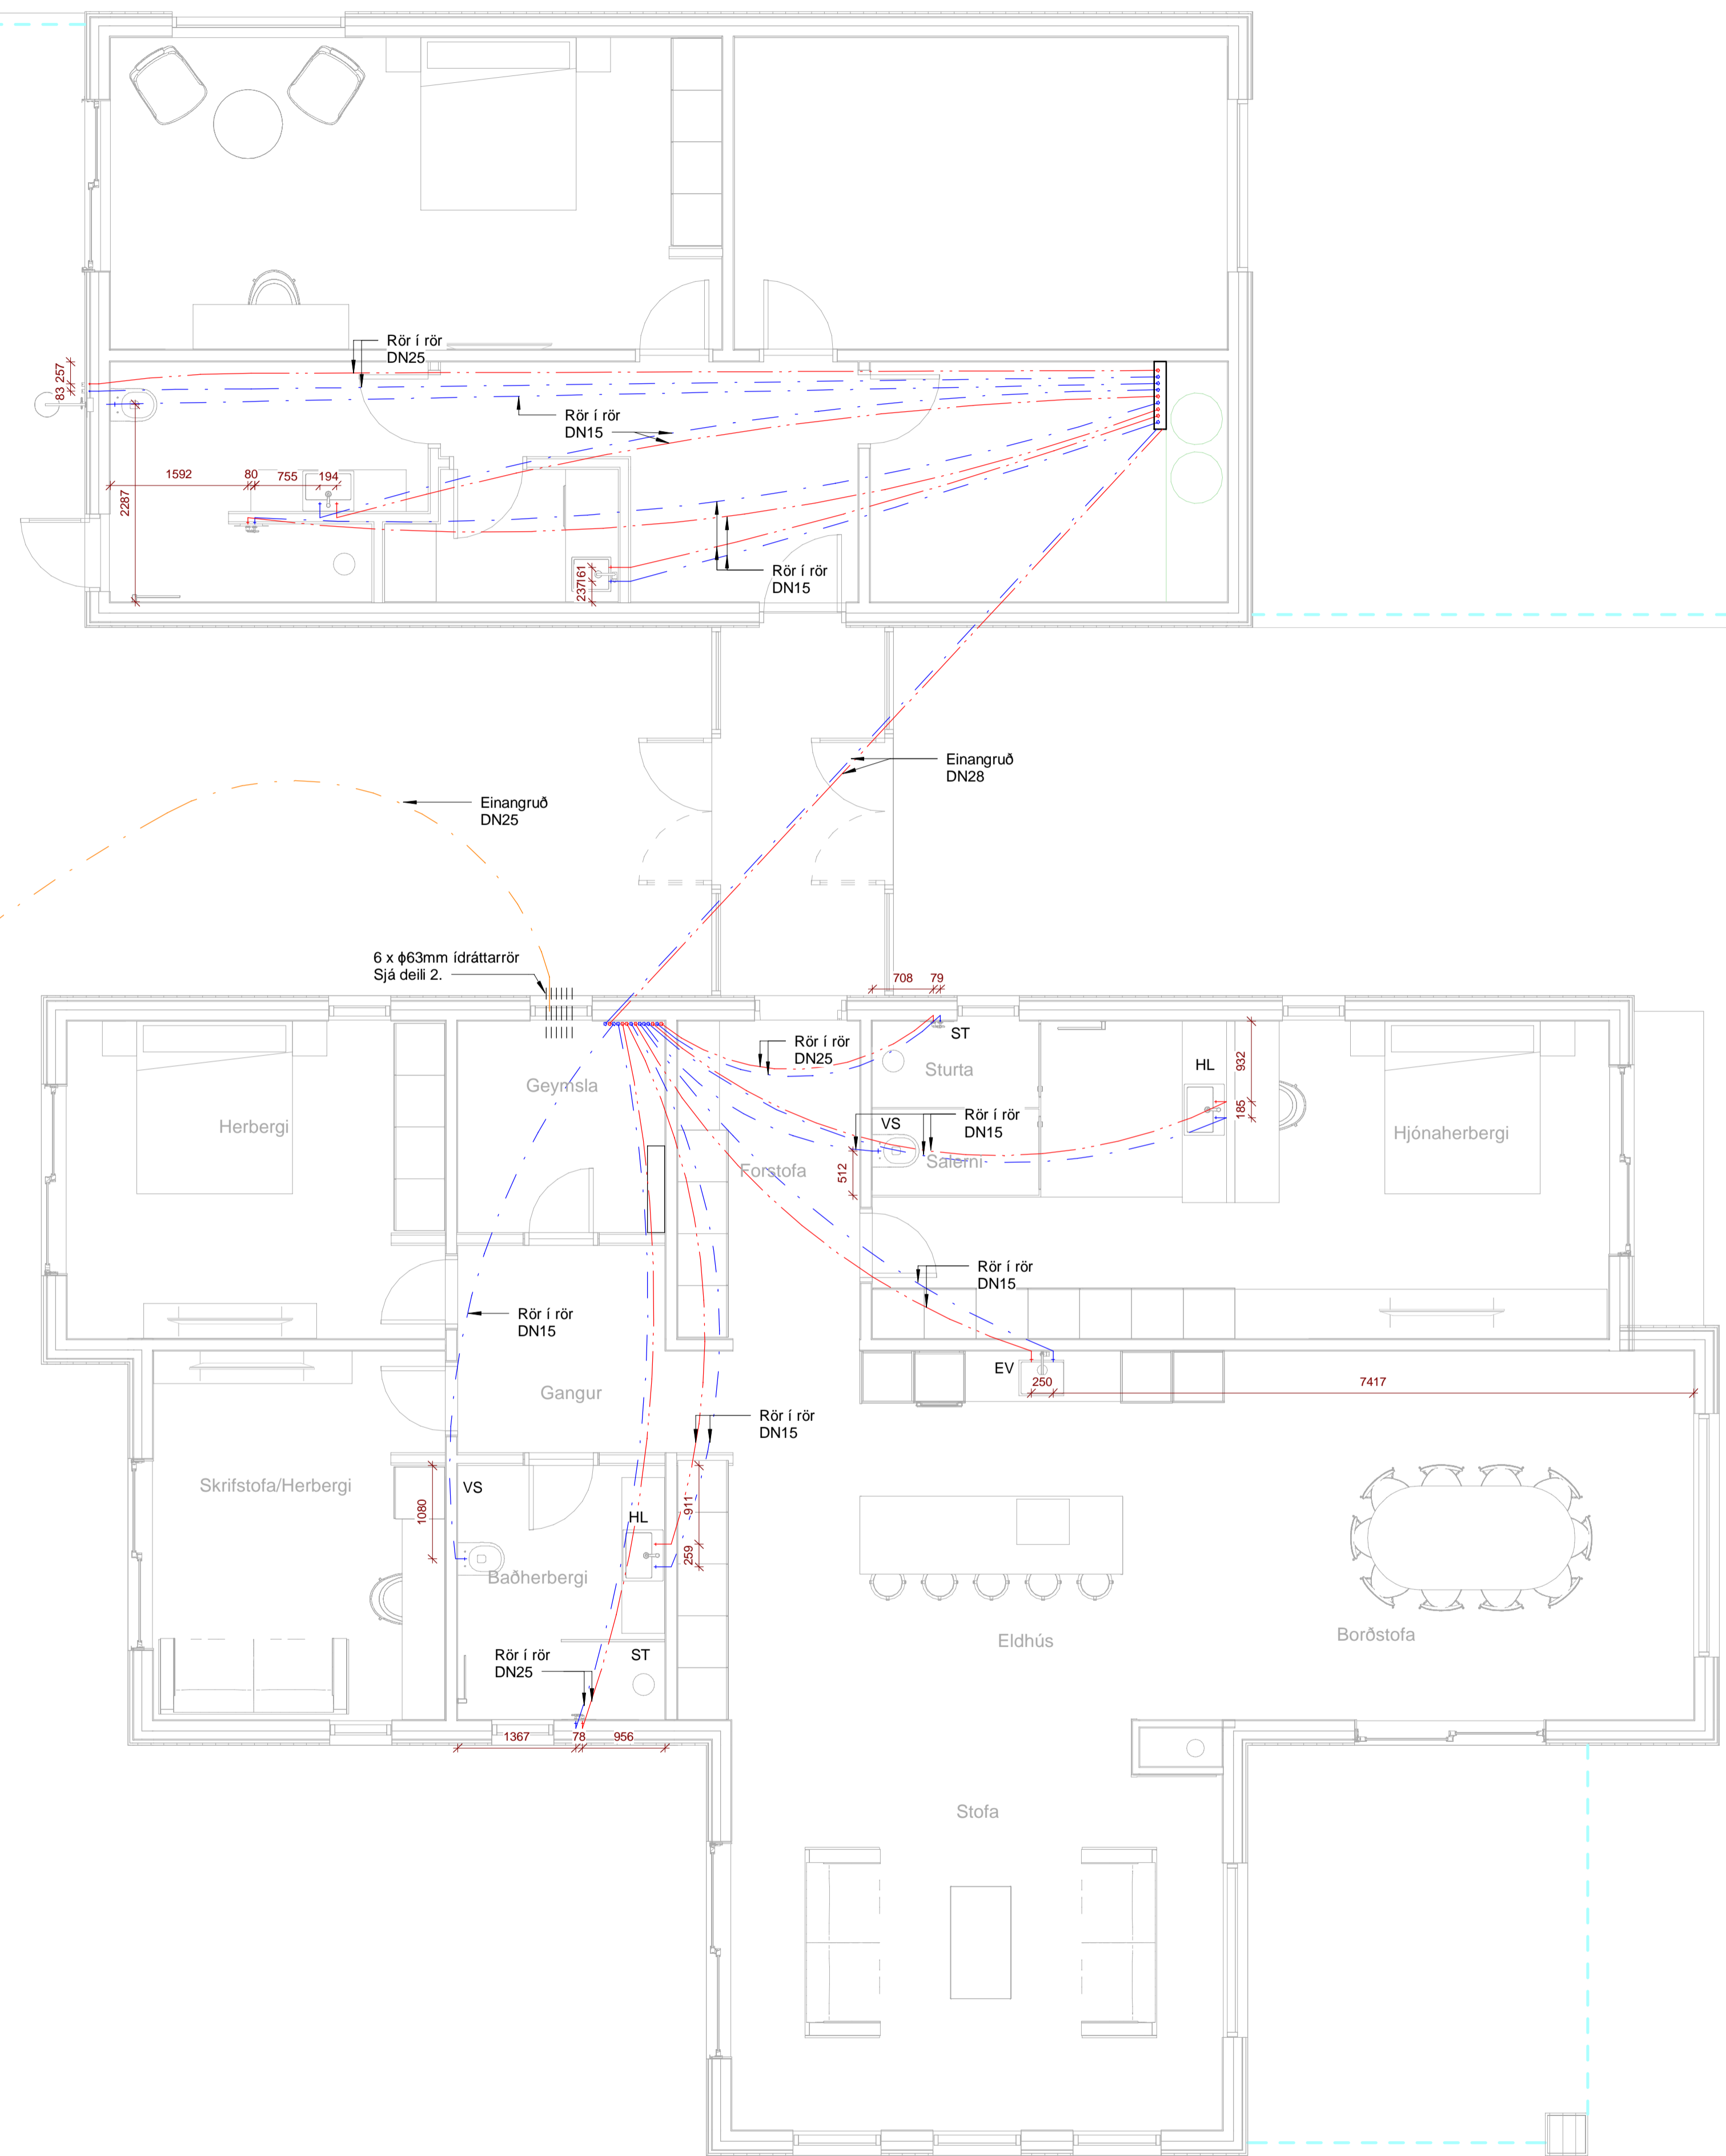 Rör í rör
DN25
257
83
Rör í rör
DN15
1592
80
755
194
2287
161
237
Rör í rör
DN15
Einangruð
DN28
Einangruð
DN25
6 x ϕ63mm ídráttarrör
Sjá deili 2.
708
79
ST
Rör í rör
DN25
Geymsla
Sturta
HL
932
185
Herbergi
VS
Rör í rör
DN15
Hjónaherbergi
Forstofa
Salerni
512
Rör í rör
DN15
Rör í rör
DN15
EV
250
7417
Gangur
Rör í rör
DN15
Skrifstofa/Herbergi
1080
VS
911
HL
259
Baðherbergi
Eldhús
Borðstofa
Rör í rör
DN25
ST
1367
78
956
Stofa